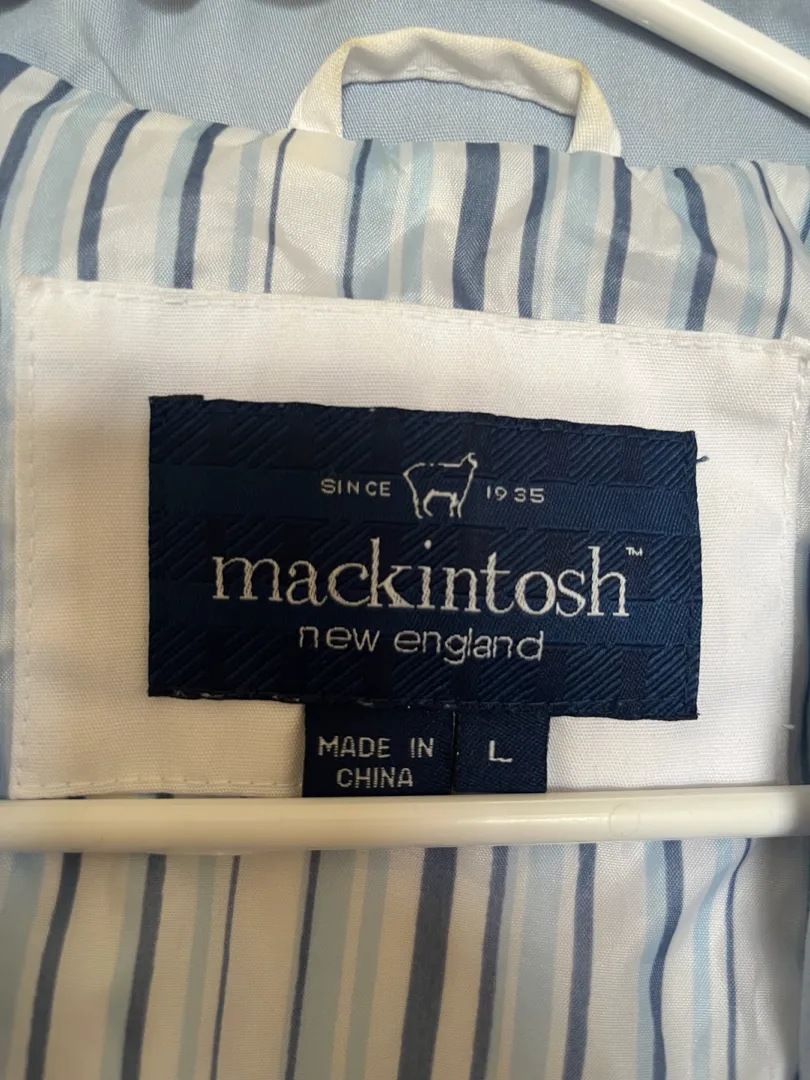 SINCE 1935
mackintosh™
new england
MADE IN
CHINA
L